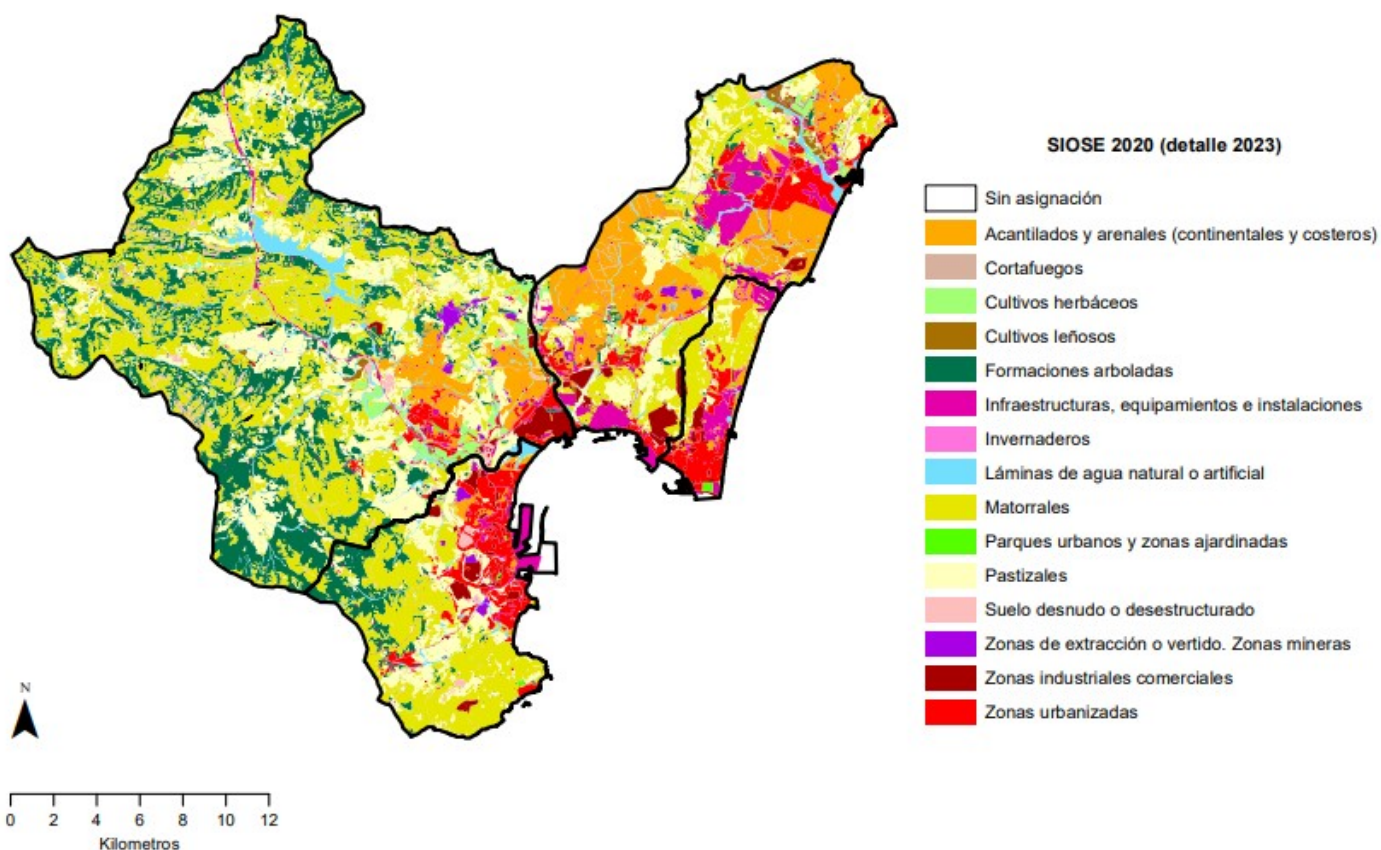 SIOSE 2020 (detalle 2023)
Sin asignación
Acantilados y arenales (continentales y costeros)
Cortafuegos
Cultivos herbáceos
Cultivos leñosos
Formaciones arboladas
Infraestructuras, equipamientos e instalaciones
Invernaderos
Láminas de agua natural o artificial
Matorrales
Parques urbanos y zonas ajardinadas
Pastizales
Suelo desnudo o desestructurado
Zonas de extracción o vertido. Zonas mineras
Zonas industriales comerciales
Zonas urbanizadas
N
0 2 4 6 8 10 12
Kilometros